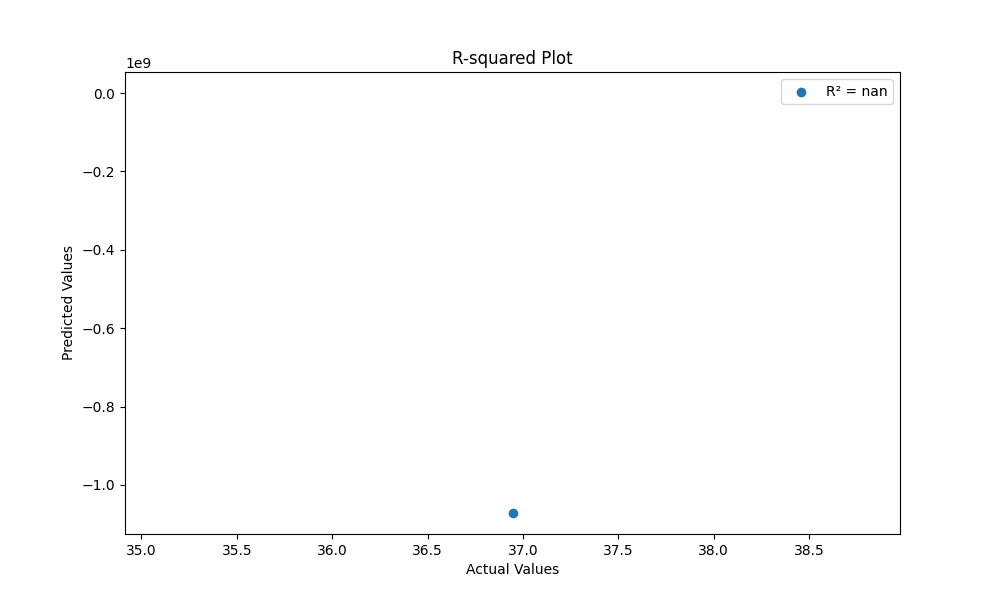 R-squared Plot
1e9
R² = nan
0.0
−0.2
−0.4
−0.6
−0.8
−1.0
Predicted Values
35.0 35.5 36.0 36.5 37.0 37.5 38.0 38.5
Actual Values